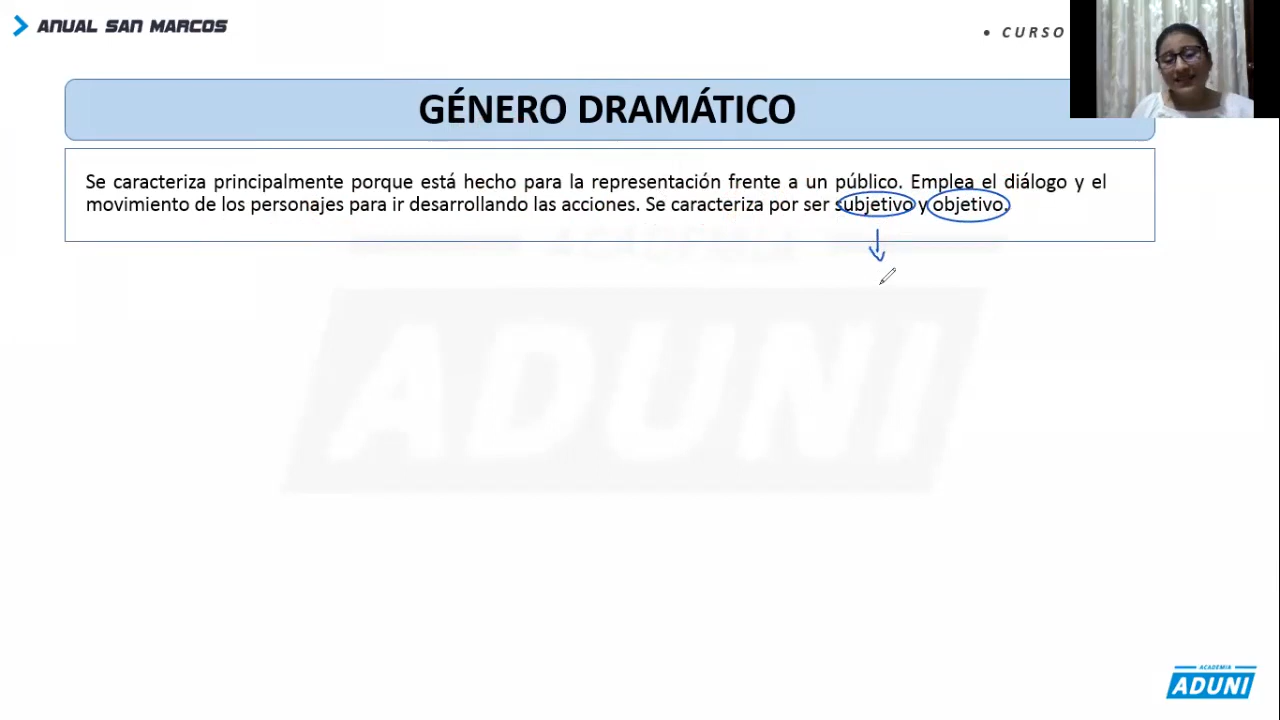 ANUAL SAN MARCOS
• CURSO
GÉNERO DRAMÁTICO
Se caracteriza principalmente porque está hecho para la representación frente a un público. Emplea el diálogo y el
movimiento de los personajes para ir desarrollando las acciones. Se caracteriza por ser subjetivo y objetivo.
ACADEMIA
ADUNI
ACADEMIA
ADUNI